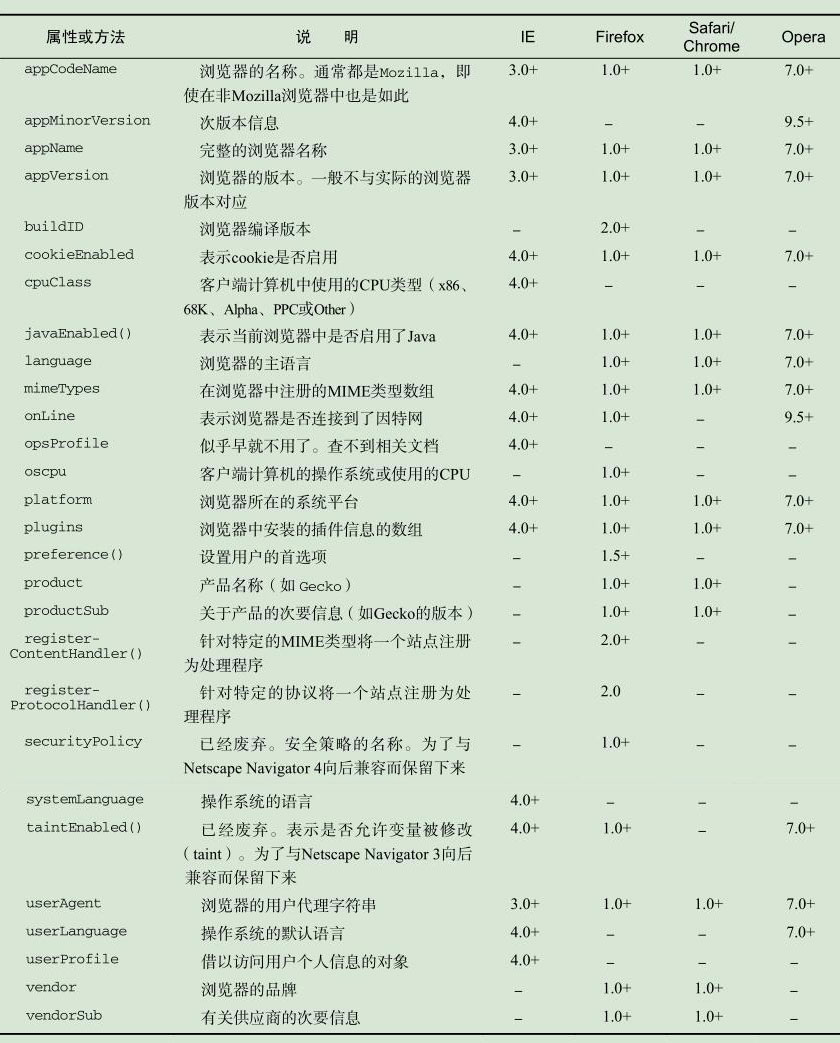 属性或方法 说 明 IE Firefox Safari/Chrome Opera
appCodeName 浏览器的名称。通常都是Mozilla，即 3.0+ 1.0+ 1.0+ 7.0+
使在非Mozilla浏览器中也是如此
appMinorVersion 次版本信息 4.0+ – – 9.5+
appName 完整的浏览器名称 3.0+ 1.0+ 1.0+ 7.0+
appVersion 浏览器的版本。一般不与实际的浏览器 3.0+ 1.0+ 1.0+ 7.0+
版本对应
buildID 浏览器编译版本 – 2.0+ – –
cookieEnabled 表示cookie是否启用 4.0+ 1.0+ 1.0+ 7.0+
cpuClass 客户端计算机中使用的CPU类型（x86、 4.0+ – – –
68K、Alpha、PPC或Other）
javaEnabled() 表示当前浏览器中是否启用了Java 4.0+ 1.0+ 1.0+ 7.0+
language 浏览器的主语言 – 1.0+ 1.0+ 7.0+
mimeTypes 在浏览器中注册的MIME类型数组 4.0+ 1.0+ 1.0+ 7.0+
onLine 表示浏览器是否连接到了因特网 4.0+ 1.0+ – 9.5+
opsProfile 似乎早就不用了。查不到相关文档 4.0+ – – –
oscpu 客户端计算机的操作系统或使用的CPU – 1.0+ – –
platform 浏览器所在的系统平台 4.0+ 1.0+ 1.0+ 7.0+
plugins 浏览器中安装的插件信息的数组 4.0+ 1.0+ 1.0+ 7.0+
preference() 设置用户的首选项 – 1.5+ – –
product 产品名称（如 Gecko） – 1.0+ 1.0+ –
productSub 关于产品的次要信息（如Gecko的版本） – 1.0+ 1.0+ –
register- 针对特定的MIME类型将一个站点注册 – 2.0+ – –
ContentHandler() 为处理程序
register- 针对特定的协议将一个站点注册为处 – 2.0 – –
ProtocolHandler() 理程序
securityPolicy 已经废弃。安全策略的名称。为了与 – 1.0+ – –
Netscape Navigator 4向后兼容而保留下来
systemLanguage 操作系统的语言 4.0+ – – –
taintEnabled() 已经废弃。表示是否允许变量被修改 4.0+ 1.0+ – 7.0+
（taint）。为了与Netscape Navigator 3向后
兼容而保留下来
userAgent 浏览器的用户代理字符串 3.0+ 1.0+ 1.0+ 7.0+
userLanguage 操作系统的默认语言 4.0+ – – 7.0+
userProfile 借以访问用户个人信息的对象 4.0+ – – –
vendor 浏览器的品牌 – 1.0+ 1.0+ –
vendorSub 有关供应商的次要信息 – 1.0+ 1.0+ –